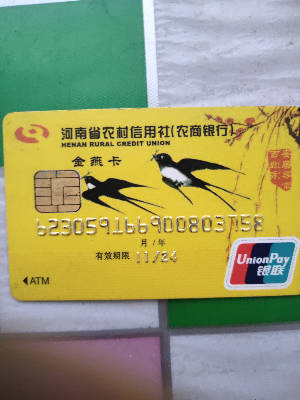 河南省农村信用社(农商银行)
HENAN RURAL CREDIT UNION
金燕卡
月/年
有效期限 11/24
◀ATM
UnionPay
银联